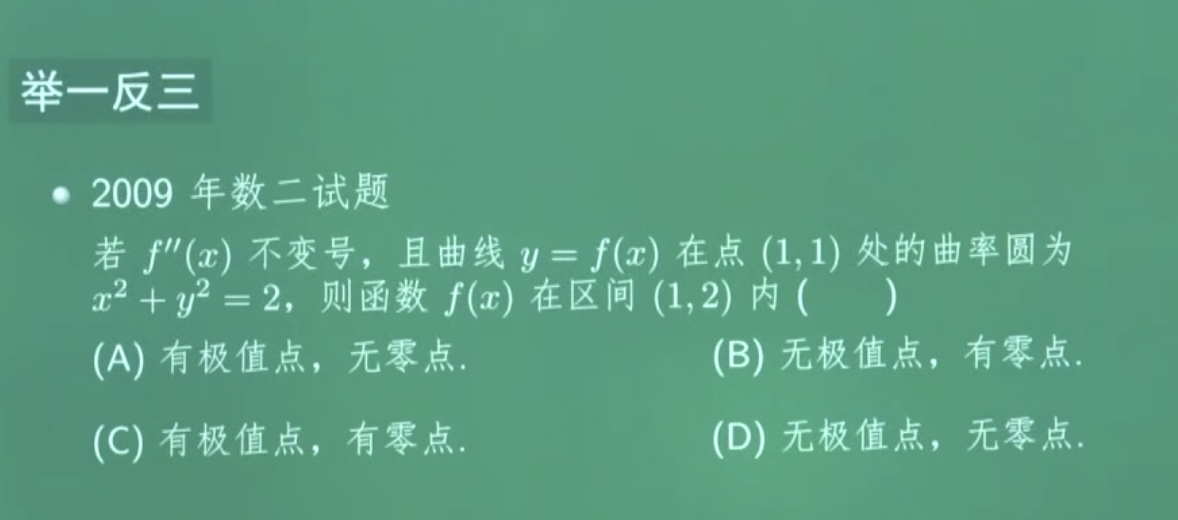 举一反三
2009 年数二试题
若 f″(x) 不变号，且曲线 y = f(x) 在点 (1, 1) 处的曲率圆为
x² + y² = 2，则函数 f(x) 在区间 (1, 2) 内 (　　)
(A) 有极值点，无零点.　　(B) 无极值点，有零点.
(C) 有极值点，有零点.　　(D) 无极值点，无零点.